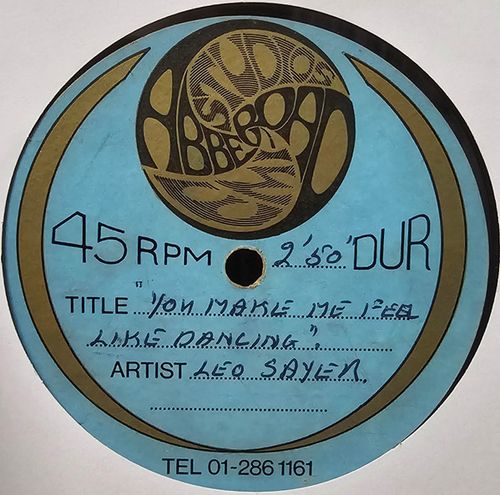 ABBEY ROAD STUDIOS
45 RPM 2'50" DUR
TITLE "YOU MAKE ME FEEL
LIKE DANCING".
ARTIST LEO SAYER.
TEL 01-286 1161